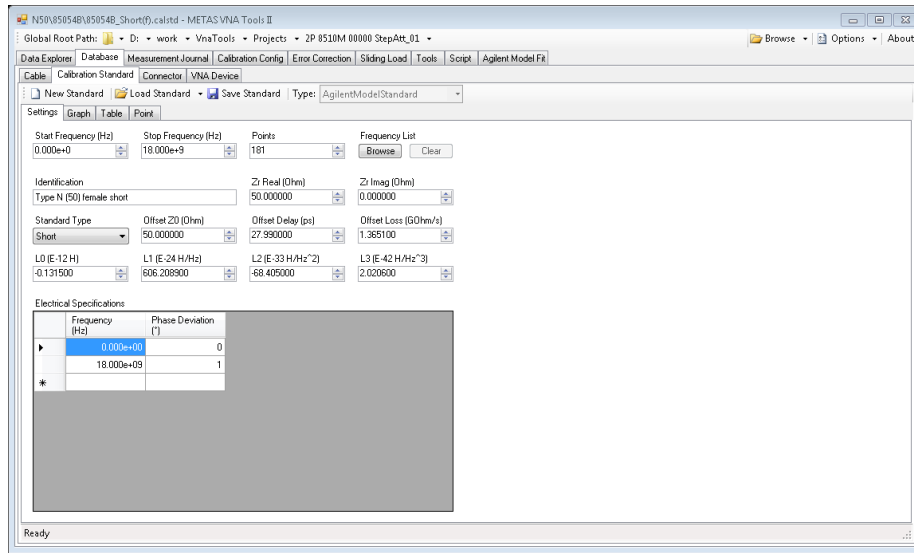 N50\85054B\85054B_Short(f).calstd - METAS VNA Tools II
Global Root Path: D: work VnaTools Projects 2P 8510M 00000 StepAtt_01 Browse Options About
Data Explorer Database Measurement Journal Calibration Config Error Correction Sliding Load Tools Script Agilent Model Fit
Cable Calibration Standard Connector VNA Device
New Standard Load Standard Save Standard Type: AgilentModelStandard
Settings Graph Table Point
Start Frequency (Hz) Stop Frequency (Hz) Points Frequency List
0.000e+0 18.000e+9 181 Browse Clear
Identification Zr Real (Ohm) Zr Imag (Ohm)
Type N (50) female short 50.000000 0.000000
Standard Type Offset Z0 (Ohm) Offset Delay (ps) Offset Loss (GOhm/s)
Short 50.000000 27.990000 1.365100
L0 (E-12 H) L1 (E-24 H/Hz) L2 (E-33 H/Hz^2) L3 (E-42 H/Hz^3)
-0.131500 606.208900 -68.405000 2.020600
Electrical Specifications
Frequency Phase Deviation
(Hz) (°)
0.000e+00 0
18.000e+09 1
Ready